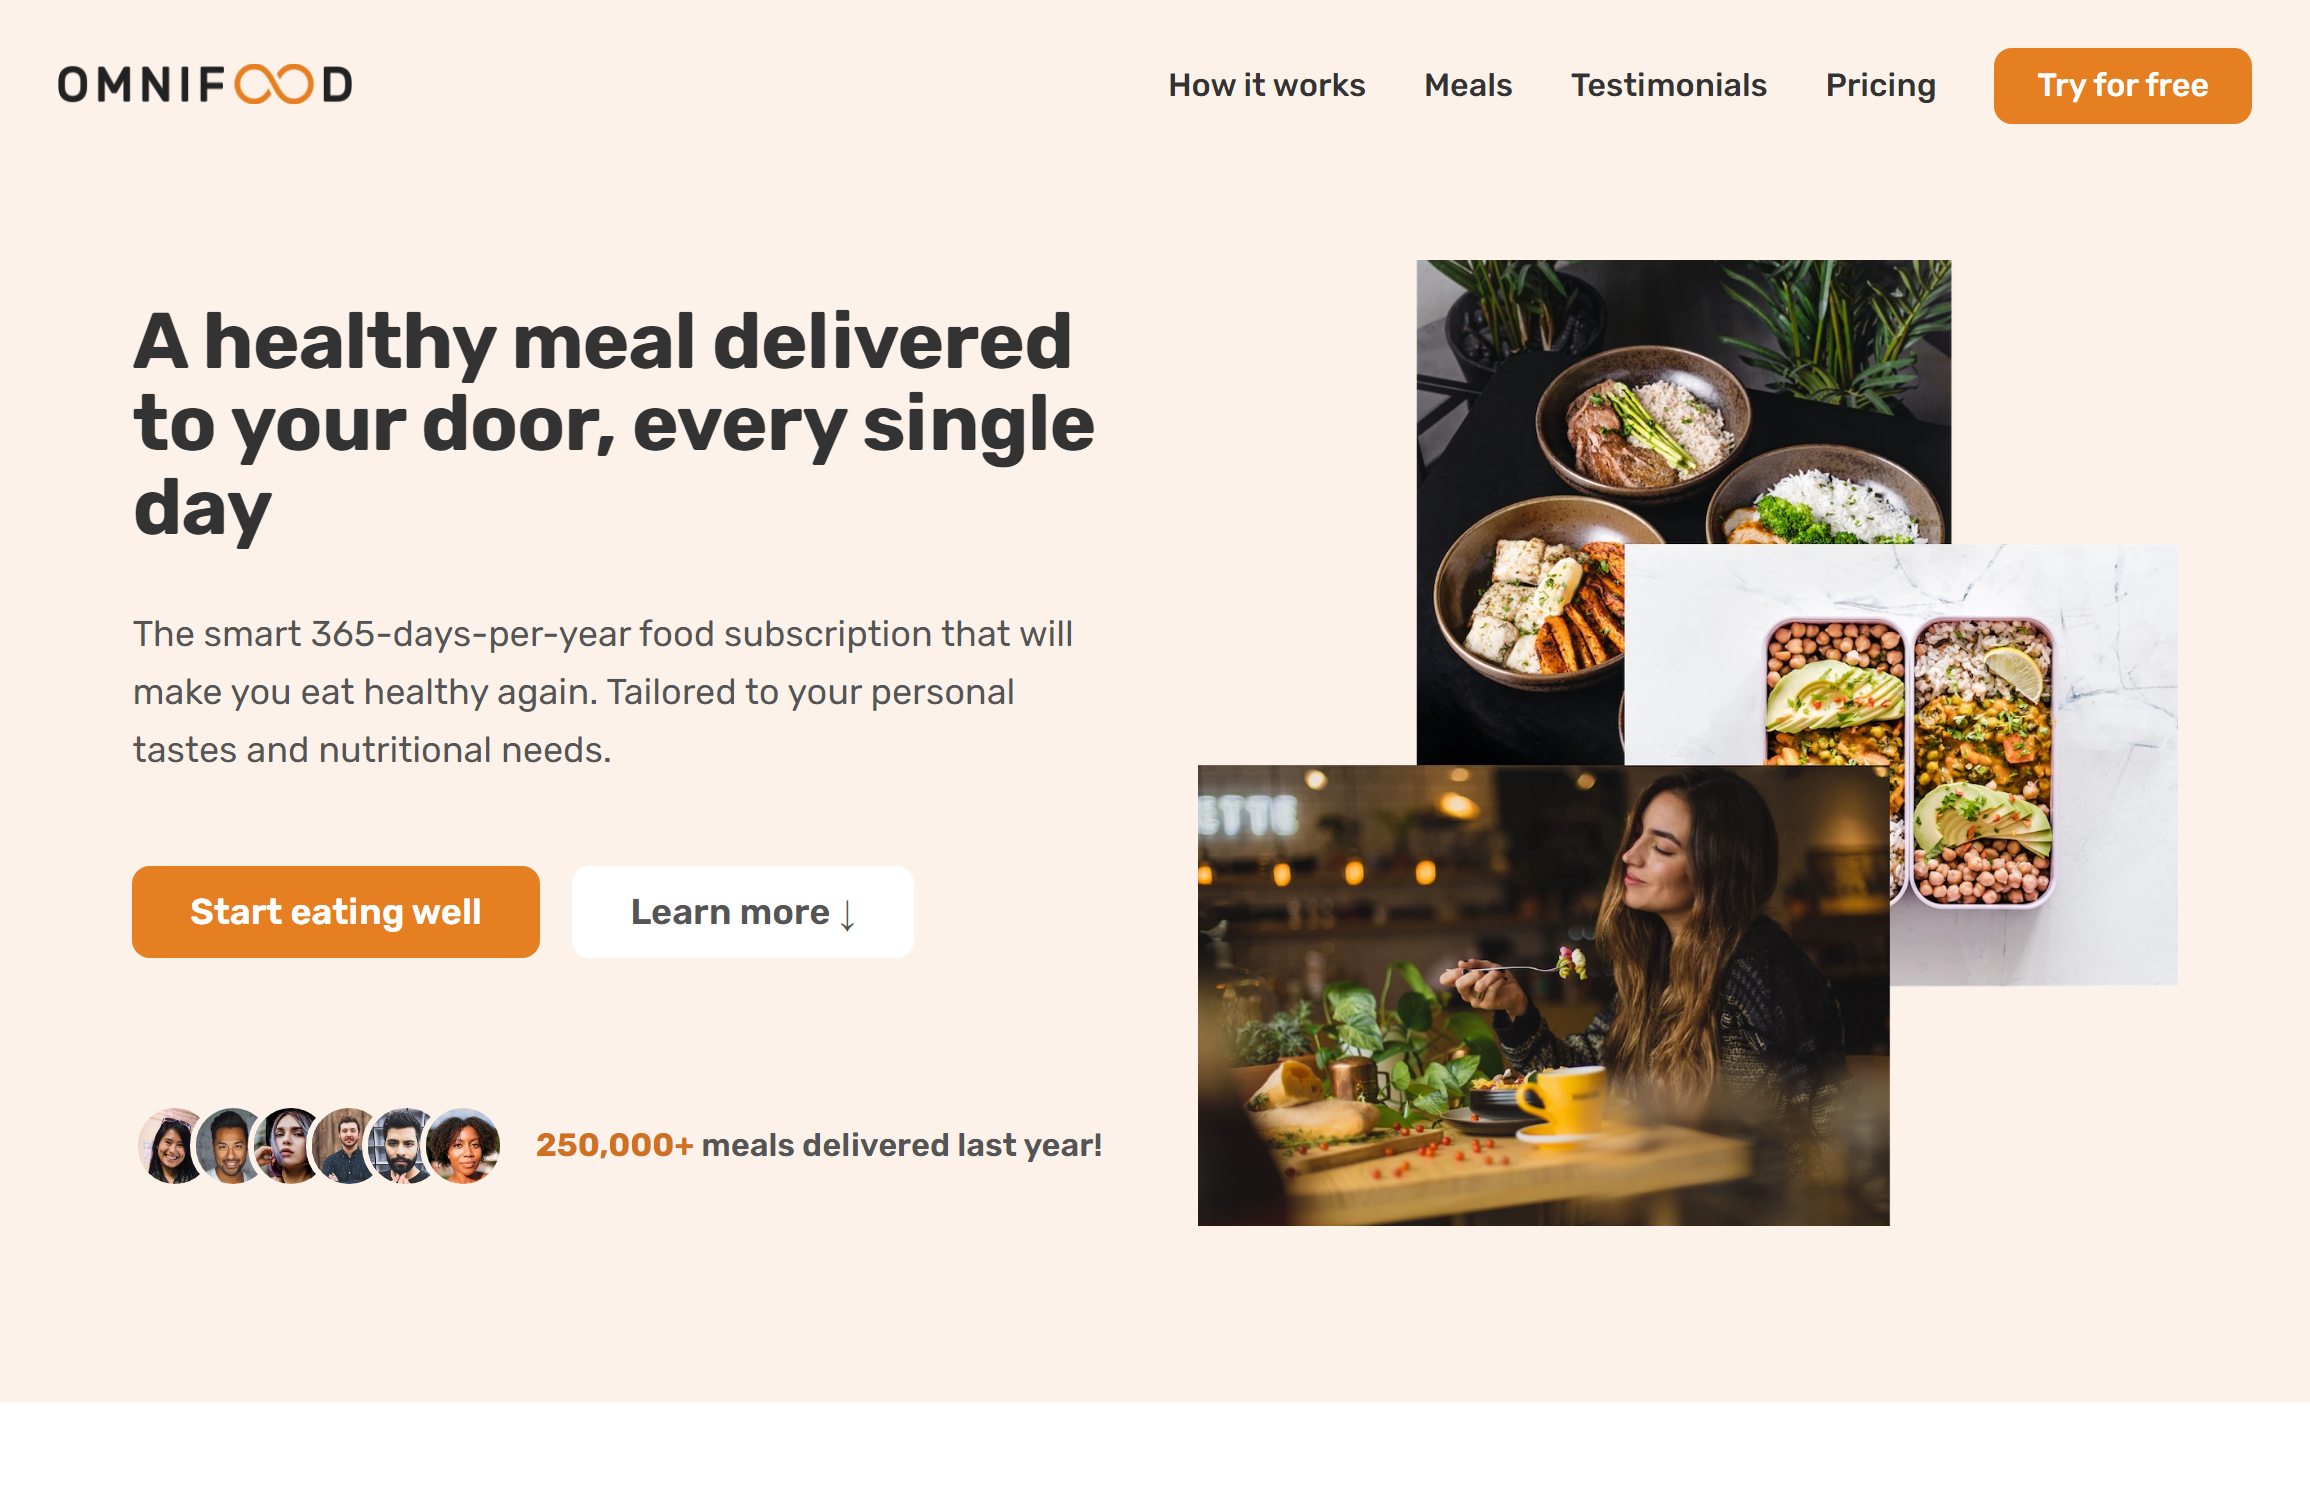 OMNIFOOD
How it works Meals Testimonials Pricing Try for free
A healthy meal delivered
to your door, every single
day
The smart 365-days-per-year food subscription that will
make you eat healthy again. Tailored to your personal
tastes and nutritional needs.
Start eating well Learn more ↓
250,000+ meals delivered last year!
ETTE